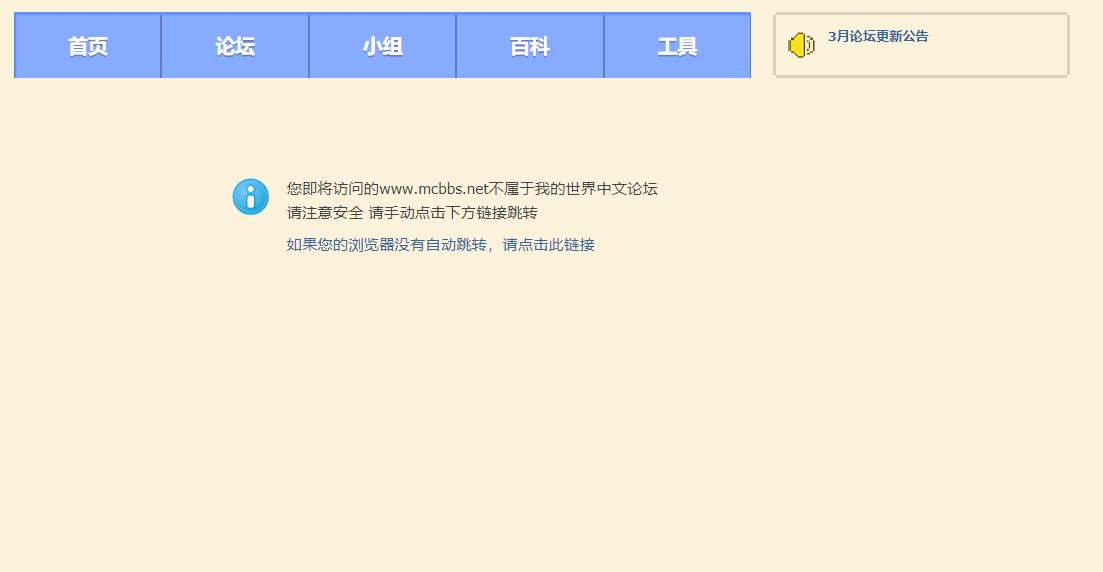 首页 论坛 小组 百科 工具
3月论坛更新公告
您即将访问的www.mcbbs.net不属于我的世界中文论坛
请注意安全 请手动点击下方链接跳转
如果您的浏览器没有自动跳转，请点击此链接